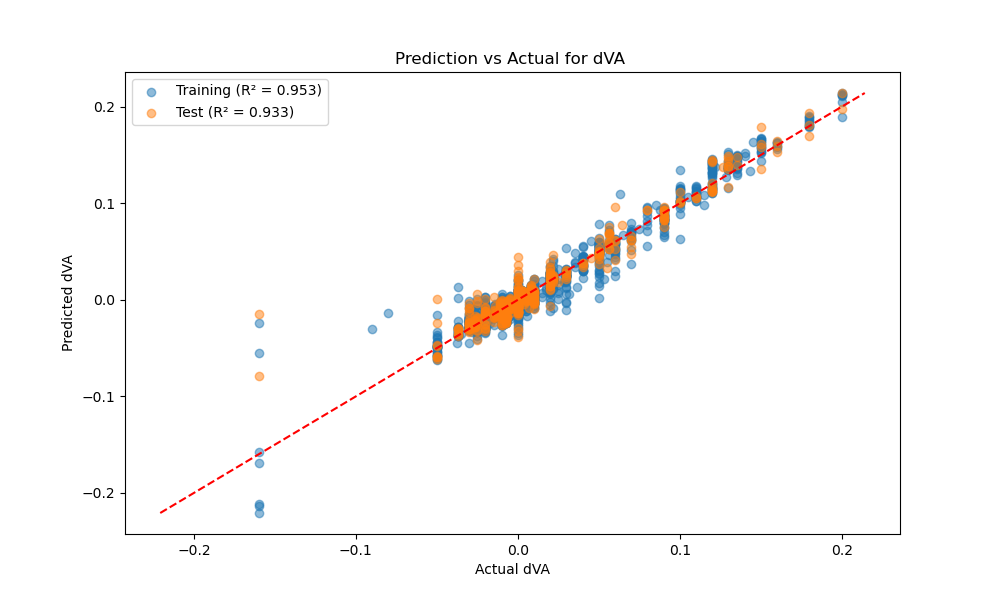 Prediction vs Actual for dVA
Training (R² = 0.953)
Test (R² = 0.933)
Predicted dVA
0.2
0.1
0.0
−0.1
−0.2
−0.2
−0.1
0.0
0.1
0.2
Actual dVA